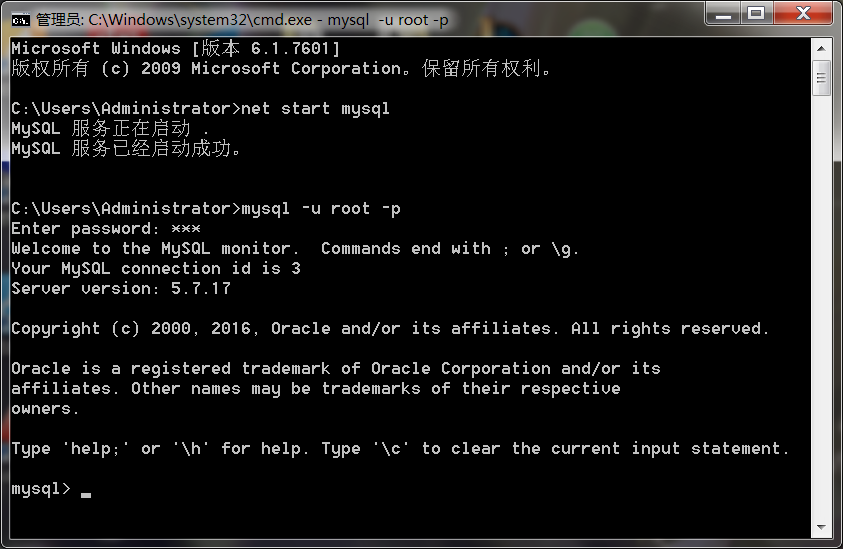 管理员: C:\Windows\system32\cmd.exe - mysql  -u root -p
Microsoft Windows [版本 6.1.7601]
版权所有 (c) 2009 Microsoft Corporation。保留所有权利。
C:\Users\Administrator>net start mysql
MySQL 服务正在启动 .
MySQL 服务已经启动成功。
C:\Users\Administrator>mysql -u root -p
Enter password: ***
Welcome to the MySQL monitor.  Commands end with ; or \g.
Your MySQL connection id is 3
Server version: 5.7.17
Copyright (c) 2000, 2016, Oracle and/or its affiliates. All rights reserved.
Oracle is a registered trademark of Oracle Corporation and/or its
affiliates. Other names may be trademarks of their respective
owners.
Type 'help;' or '\h' for help. Type '\c' to clear the current input statement.
mysql> _